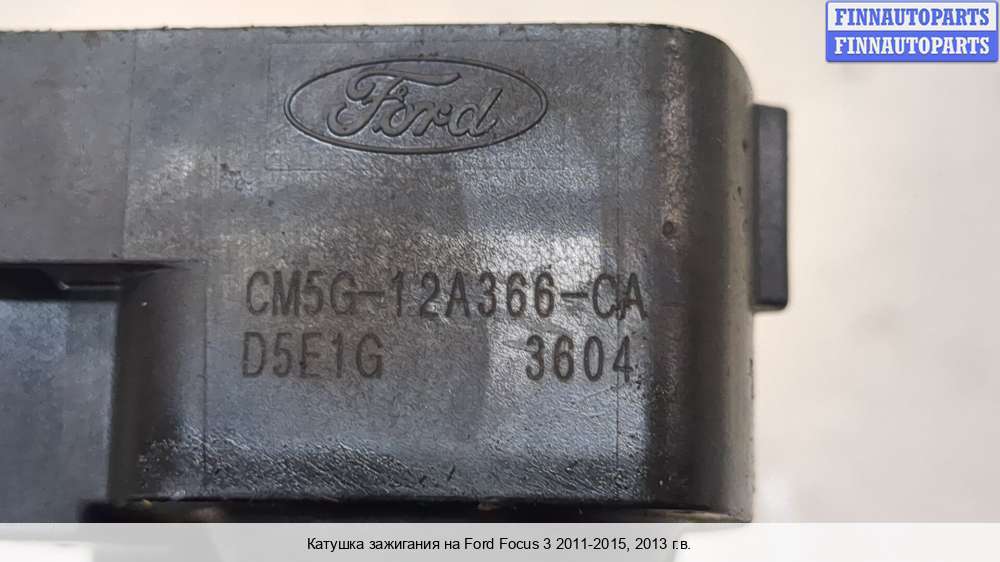 FINNAUTOPARTS
FINNAUTOPARTS
Ford
CM5G-12A366-CA
D5E1G 3604
Катушка зажигания на Ford Focus 3 2011-2015, 2013 г.в.